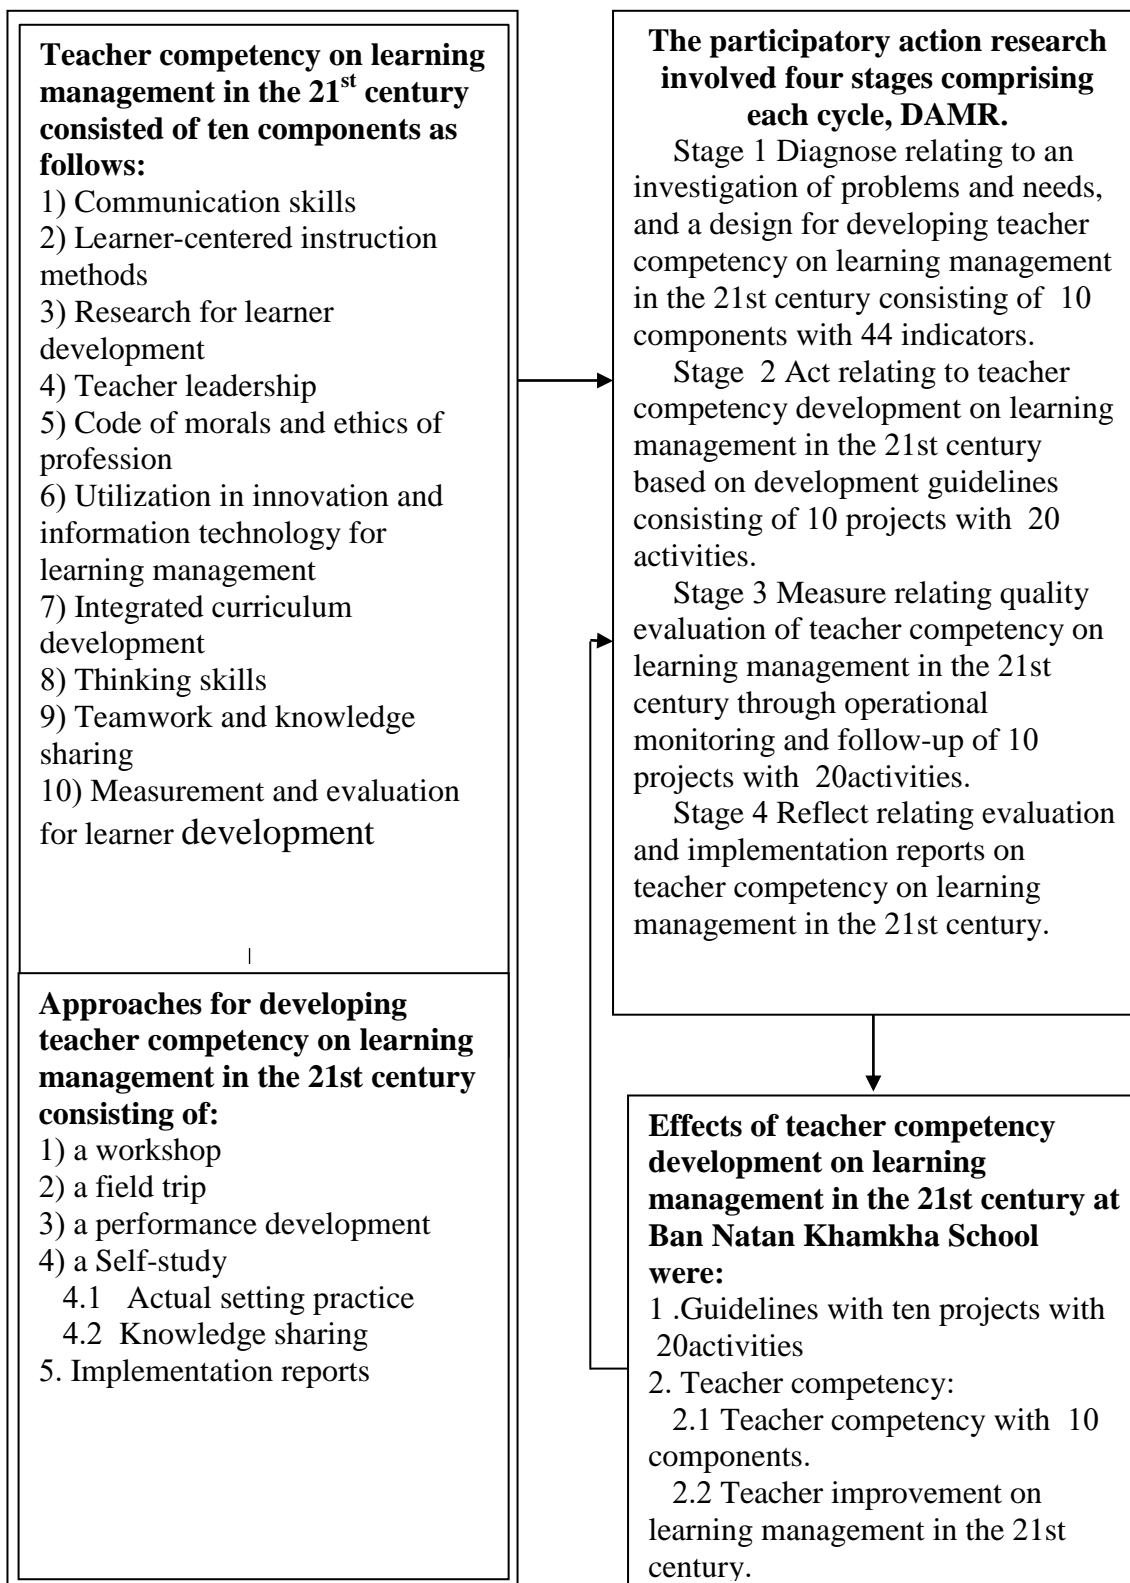 Teacher competency on learning
management in the 21st century
consisted of ten components as
follows:
1) Communication skills
2) Learner-centered instruction
methods
3) Research for learner
development
4) Teacher leadership
5) Code of morals and ethics of
profession
6) Utilization in innovation and
information technology for
learning management
7) Integrated curriculum
development
8) Thinking skills
9) Teamwork and knowledge
sharing
10) Measurement and evaluation
for learner development
Approaches for developing
teacher competency on learning
management in the 21st century
consisting of:
1) a workshop
2) a field trip
3) a performance development
4) a Self-study
4.1 Actual setting practice
4.2 Knowledge sharing
5. Implementation reports
The participatory action research
involved four stages comprising
each cycle, DAMR.
Stage 1 Diagnose relating to an
investigation of problems and needs,
and a design for developing teacher
competency on learning management
in the 21st century consisting of 10
components with 44 indicators.
Stage 2 Act relating to teacher
competency development on learning
management in the 21st century
based on development guidelines
consisting of 10 projects with 20
activities.
Stage 3 Measure relating quality
evaluation of teacher competency on
learning management in the 21st
century through operational
monitoring and follow-up of 10
projects with 20activities.
Stage 4 Reflect relating evaluation
and implementation reports on
teacher competency on learning
management in the 21st century.
Effects of teacher competency
development on learning
management in the 21st century at
Ban Natan Khamkha School
were:
1 .Guidelines with ten projects with
20activities
2. Teacher competency:
2.1 Teacher competency with 10
components.
2.2 Teacher improvement on
learning management in the 21st
century.